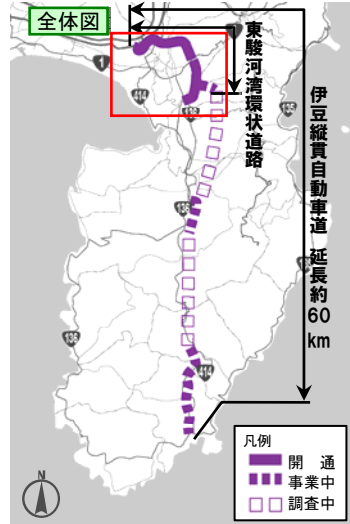 全体図
1
1
414
136
135
東駿河湾環状道路
伊豆縦貫自動車道 延長約60km
136
136
414
N
凡例
開 通
事業中
調査中